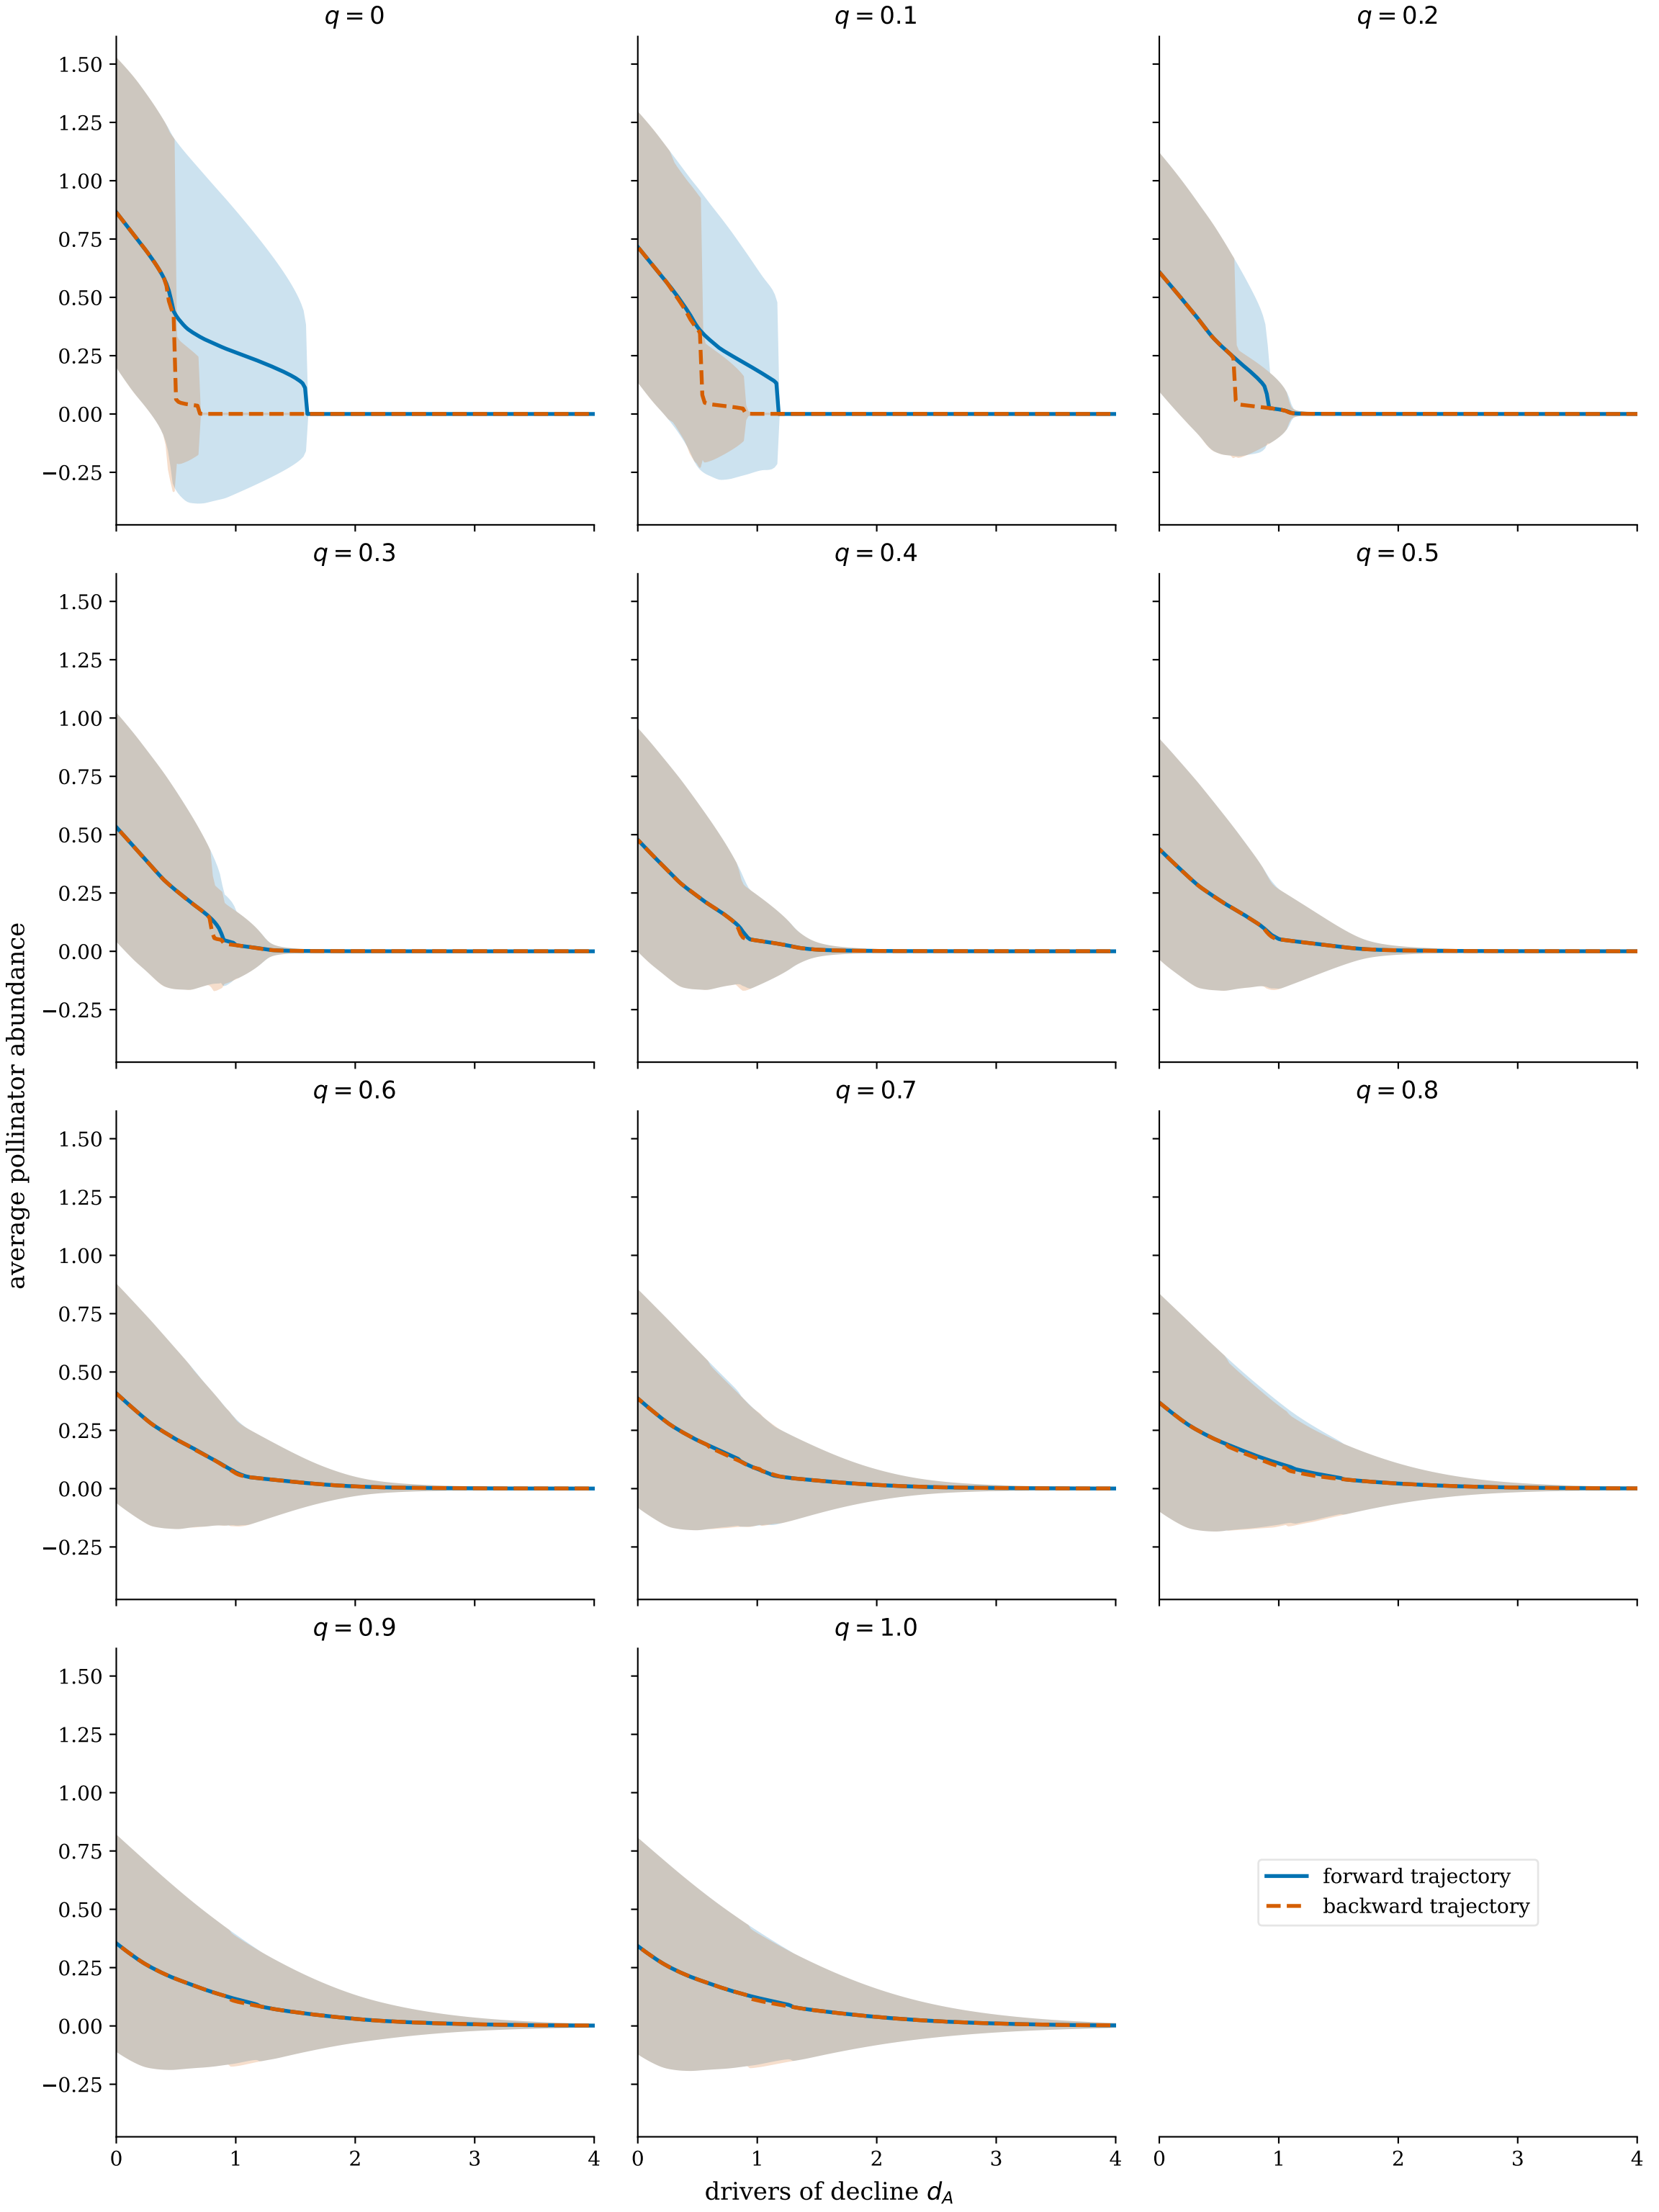 q = 0
q = 0.1
q = 0.2
1.50
1.25
1.00
0.75
0.50
0.25
0.00
−0.25
q = 0.3
q = 0.4
q = 0.5
1.50
1.25
1.00
0.75
0.50
0.25
0.00
−0.25
average pollinator abundance
q = 0.6
q = 0.7
q = 0.8
1.50
1.25
1.00
0.75
0.50
0.25
0.00
−0.25
q = 0.9
q = 1.0
1.50
1.25
1.00
0.75
0.50
0.25
0.00
−0.25
forward trajectory
backward trajectory
0 1 2 3 4
0 1 2 3 4
0 1 2 3 4
drivers of decline d_A